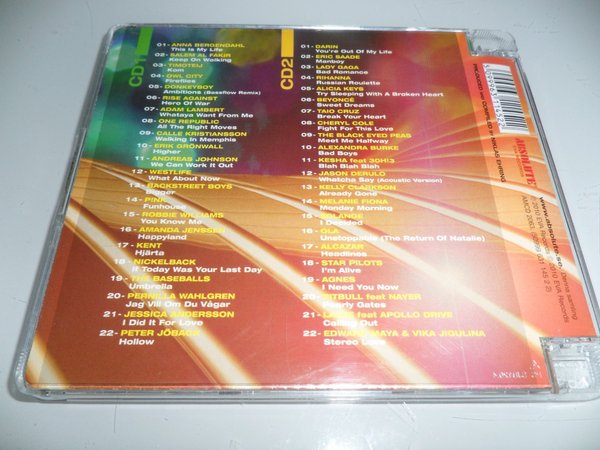 CD1
01- ANNA BERGENDAHL
This Is My Life
02- SALEM AL FAKIR
Keep On Walking
03- TIMOTEIJ
Kom
04- OWL CITY
Fireflies
05- DONKEYBOY
Ambitions (Bassflow Remix)
06- RISE AGAINST
Hero Of War
07- ADAM LAMBERT
Whataya Want From Me
08- ONE REPUBLIC
All The Right Moves
09- CALLE KRISTIANSSON
Walking In Memphis
10- ERIK GRÖNWALL
Higher
11- ANDREAS JOHNSON
We Can Work It Out
12- WESTLIFE
What About Now
13- BACKSTREET BOYS
Bigger
14- PINK
Funhouse
15- ROBBIE WILLIAMS
You Know Me
16- AMANDA JENSSEN
Happyland
17- KENT
Hjärta
18- NICKELBACK
If Today Was Your Last Day
19- THE BASEBALLS
Umbrella
20- PERNILLA WAHLGREN
Jag Vill Om Du Vågar
21- JESSICA ANDERSSON
I Did It For Love
22- PETER JÖBACK
Hollow
CD2
01- DARIN
You're Out Of My Life
02- ERIC SAADE
Manboy
03- LADY GAGA
Bad Romance
04- RIHANNA
Russian Roulette
05- ALICIA KEYS
Try Sleeping With A Broken Heart
06- BEYONCÉ
Sweet Dreams
07- TAIO CRUZ
Break Your Heart
08- CHERYL COLE
Fight For This Love
09- THE BLACK EYED PEAS
Meet Me Halfway
10- ALEXANDRA BURKE
Bad Boys
11- KESHA feat 3OH!3
Blah Blah Blah
12- JASON DERULO
Whatcha Say (Acoustic Version)
13- KELLY CLARKSON
Already Gone
14- MELANIE FIONA
Monday Morning
15- SOLANGE
I Decided
16- OLA
Unstoppable (The Return Of Natalie)
17- ALCAZAR
Headlines
18- STAR PILOTS
I'm Alive
19- AGNES
I Need You Now
20- PITBULL feat NAYER
Pearly Gates
21- feat APOLLO DRIVE
Calling Out
22- EDWARD MAYA & VIKA JIGULINA
Stereo Love
ABSOLUTE
www.absolute.se